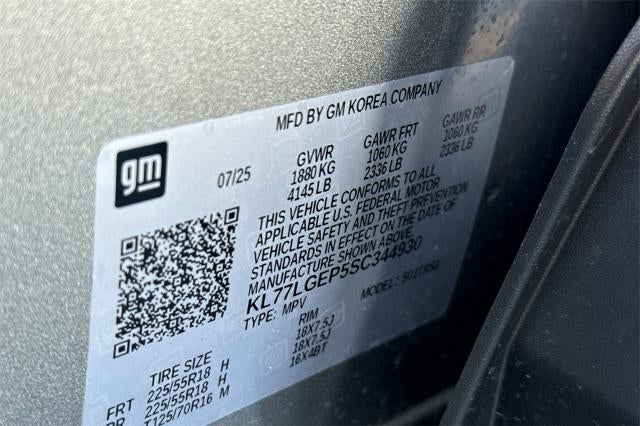 MFD BY GM KOREA COMPANY
gm
07/25
GVWR GAWR FRT GAWR RR
1880 KG 1060 KG 1060 KG
4145 LB 2336 LB 2336 LB
THIS VEHICLE CONFORMS TO ALL
APPLICABLE U.S. FEDERAL MOTOR
VEHICLE SAFETY AND THEFT PREVENTION
STANDARDS IN EFFECT ON THE DATE OF
MANUFACTURE SHOWN ABOVE.
KL77LGEP5SC344930
TYPE: MPV MODEL:
TIRE SIZE RIM
FRT 225/55R18 H 18X7.5J
RR 225/55R18 H 18X7.5J
T125/70R16 M 16X4BT